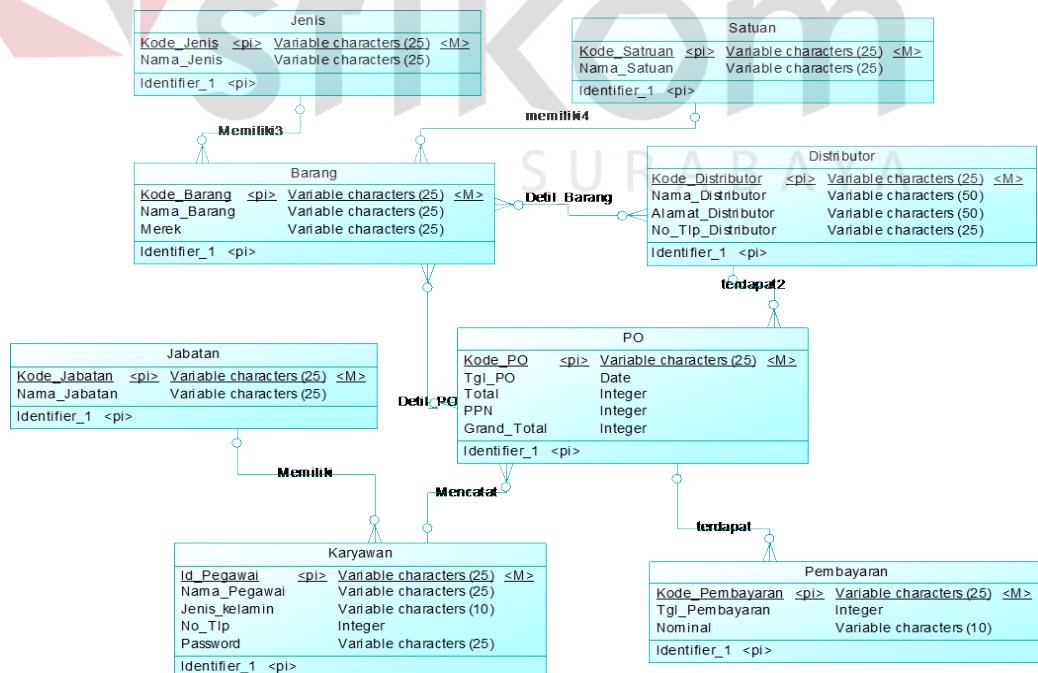 stikom
SURABAYA
Jenis
Kode_Jenis <pi> Variable characters (25) <M>
Nama_Jenis Variable characters (25)
Identifier_1 <pi>
Satuan
Kode_Satruan <pi> Variable characters (25) <M>
Nama_Satuan Variable characters (25)
Identifier_1 <pi>
Memiliki3
memiliki4
Barang
Kode_Barang <pi> Variable characters (25) <M>
Nama_Barang Variable characters (25)
Merek Variable characters (25)
Identifier_1 <pi>
Detil_Barang
Distributor
Kode_Distributor <pi> Variable characters (25) <M>
Nama_Distributor Variable characters (50)
Alamat_Distributor Variable characters (50)
No_Tlp_Distributor Variable characters (25)
Identifier_1 <pi>
terdapat2
PO
Kode_PO <pi> Variable characters (25) <M>
Tgl_PO Date
Total Integer
PPN Integer
Grand_Total Integer
Identifier_1 <pi>
Detil_PO
Jabatan
Kode_Jabatan <pi> Variable characters (25) <M>
Nama_Jabatan Variable characters (25)
Identifier_1 <pi>
Memiliki
Mencatat
terdapat
Karyawan
Id_Pegawai <pi> Variable characters (25) <M>
Nama_Pegawai Variable characters (25)
Jenis_kelamin Variable characters (10)
No_Tlp Integer
Password Variable characters (25)
Identifier_1 <pi>
Pembayaran
Kode_Pembayaran <pi> Variable characters (25) <M>
Tgl_Pembayaran Integer
Nominal Variable characters (10)
Identifier_1 <pi>